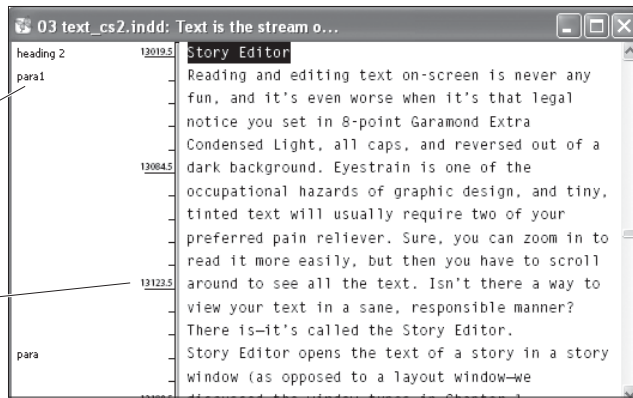 03 text_cs2.indd: Text is the stream o...
heading 2 13019.5 Story Editor
para1 Reading and editing text on-screen is never any
fun, and it's even worse when it's that legal
notice you set in 8-point Garamond Extra
Condensed Light, all caps, and reversed out of a
13084.5 dark background. Eyestrain is one of the
occupational hazards of graphic design, and tiny,
tinted text will usually require two of your
preferred pain reliever. Sure, you can zoom in to
read it more easily, but then you have to scroll
13123.5 around to see all the text. Isn't there a way to
view your text in a sane, responsible manner?
There is—it's called the Story Editor.
para Story Editor opens the text of a story in a story
window (as opposed to a layout window—we
discussed the window types in Chapter 1